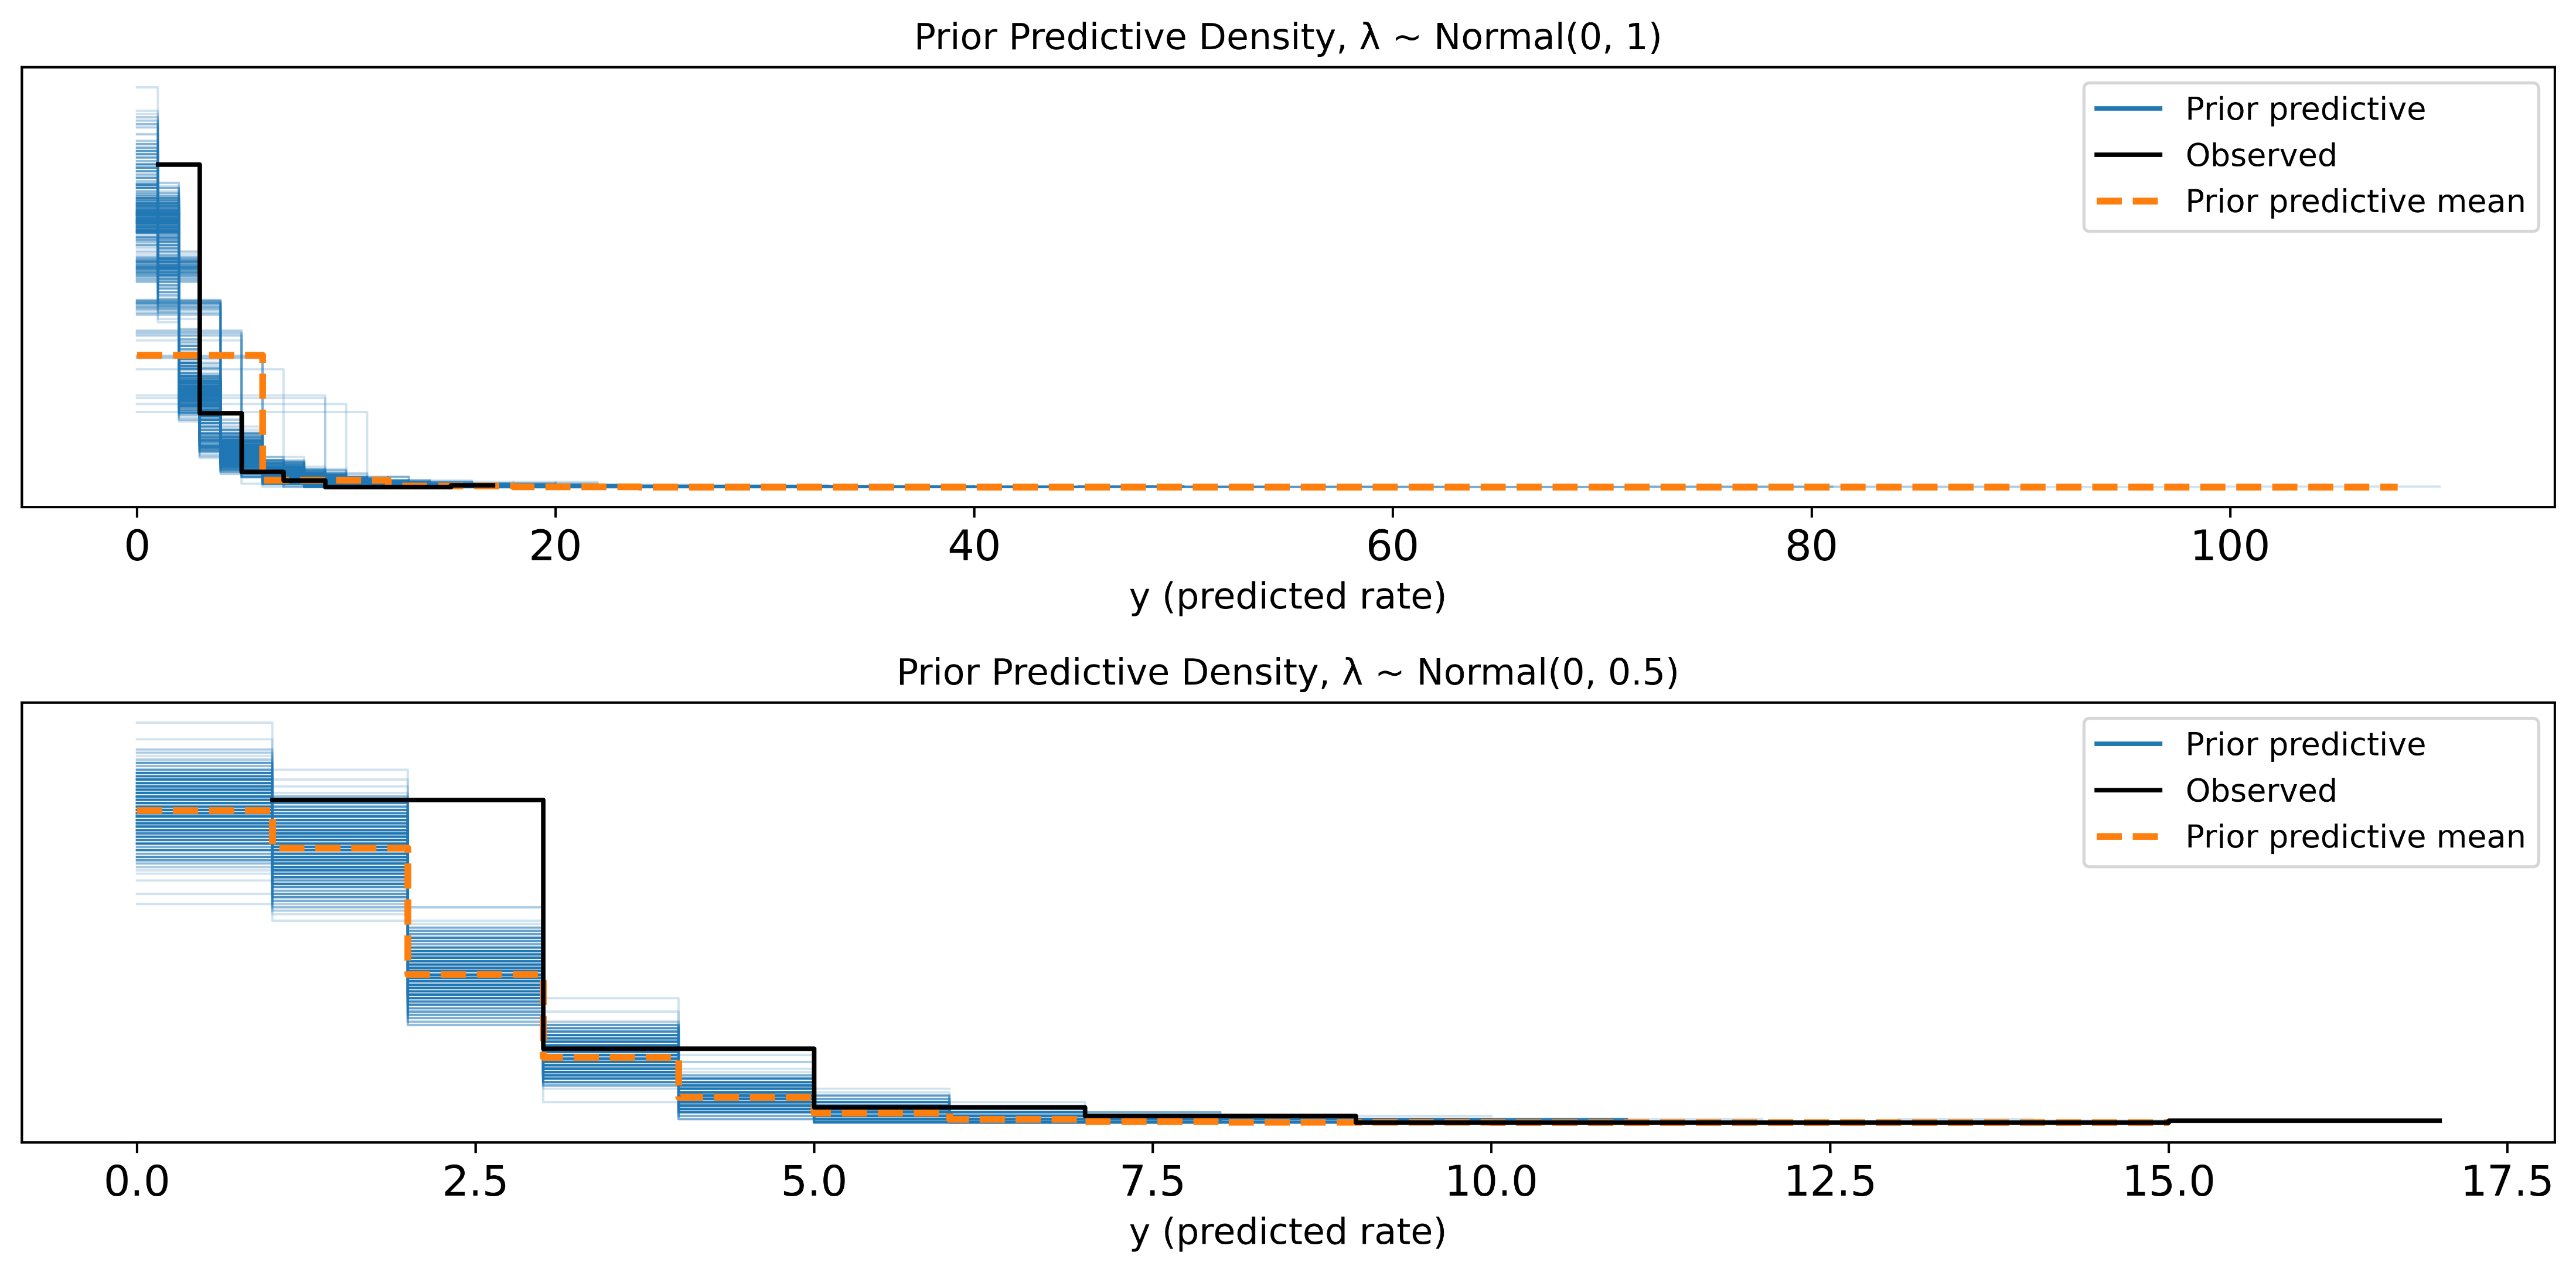 Prior Predictive Density, λ ~ Normal(0, 1)
Prior predictive
Observed
Prior predictive mean
0 20 40 60 80 100
y (predicted rate)
Prior Predictive Density, λ ~ Normal(0, 0.5)
Prior predictive
Observed
Prior predictive mean
0.0 2.5 5.0 7.5 10.0 12.5 15.0 17.5
y (predicted rate)